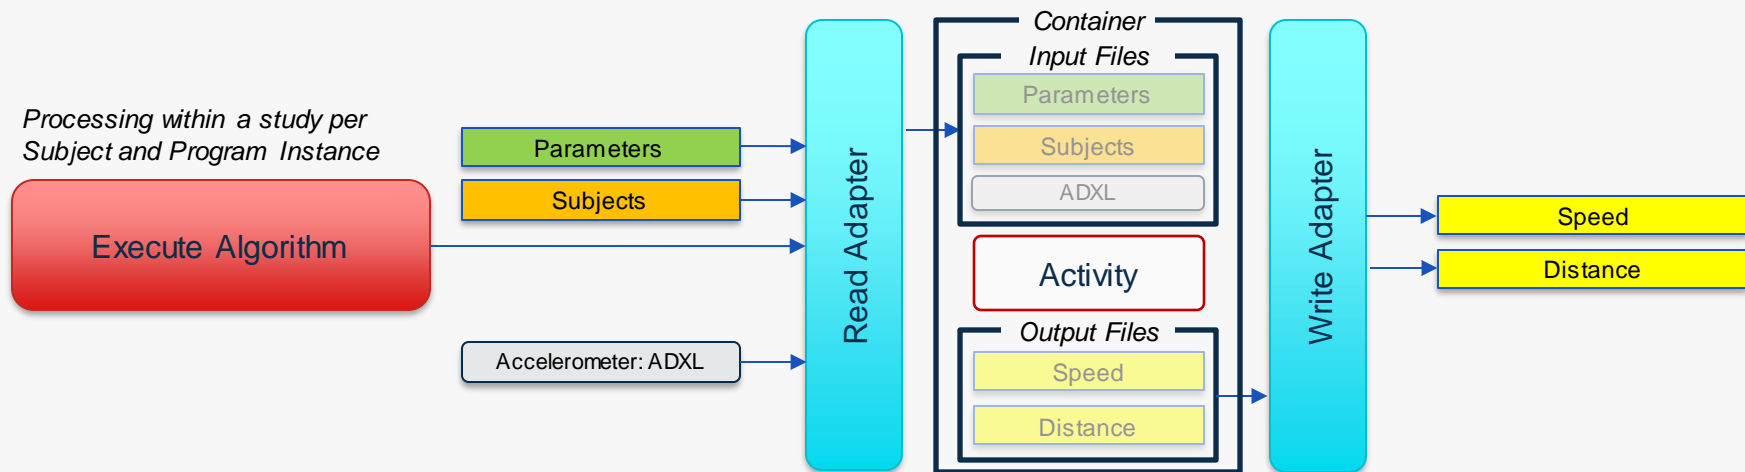 Processing within a study per
Subject and Program Instance
Execute Algorithm
Parameters
Subjects
Accelerometer: ADXL
Read Adapter
Container
Input Files
Parameters
Subjects
ADXL
Activity
Output Files
Speed
Distance
Write Adapter
Speed
Distance